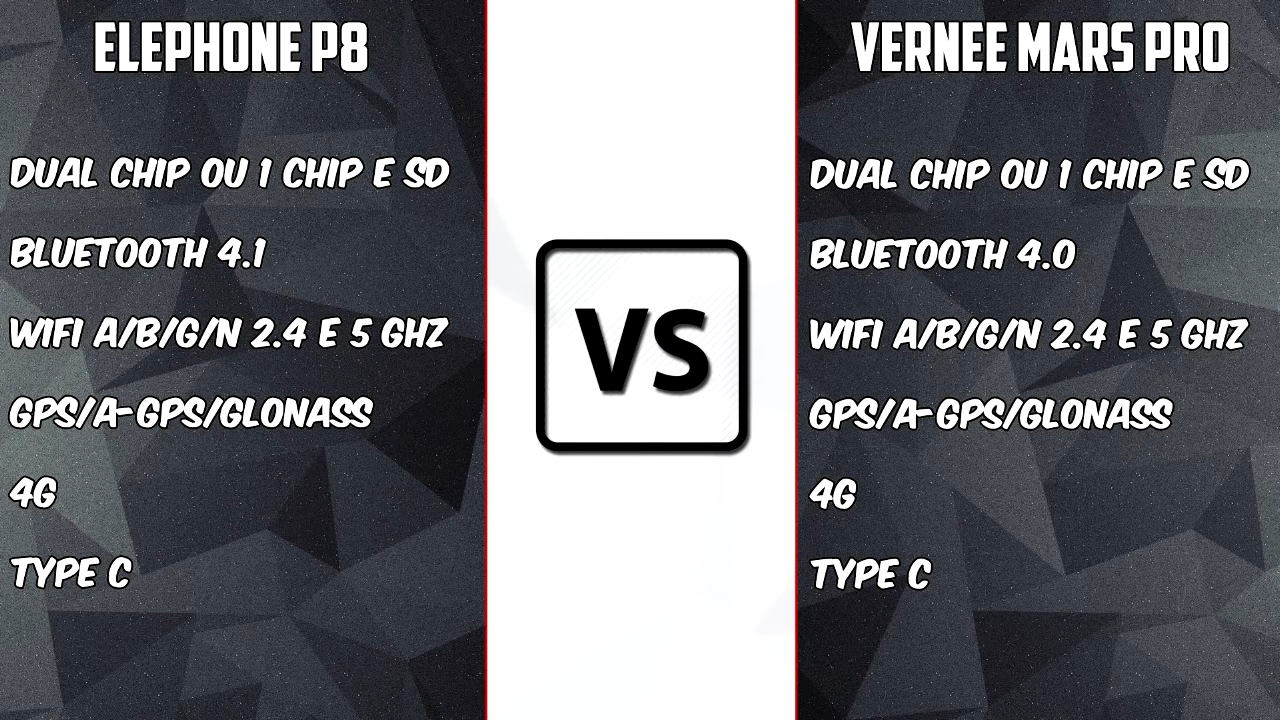 ELEPHONE P8
DUAL CHIP OU 1 CHIP E SD
BLUETOOTH 4.1
WIFI A/B/G/N 2.4 E 5 GHZ
GPS/A-GPS/GLONASS
4G
TYPE C
VS
VERNEE MARS PRO
DUAL CHIP OU 1 CHIP E SD
BLUETOOTH 4.0
WIFI A/B/G/N 2.4 E 5 GHZ
GPS/A-GPS/GLONASS
4G
TYPE C